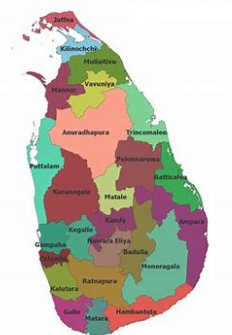 Jaffna
Kilinochchi
Mullaitivu
Mannar
Vavuniya
Anuradhapura
Trincomalee
Puttalam
Polonnaruwa
Batticaloa
Kurunegala
Matale
Kandy
Ampara
Kegalle
Gampaha
Nuwara Eliya
Badulla
Colombo
Moneragala
Ratnapura
Kalutara
Galle
Matara
Hambantota